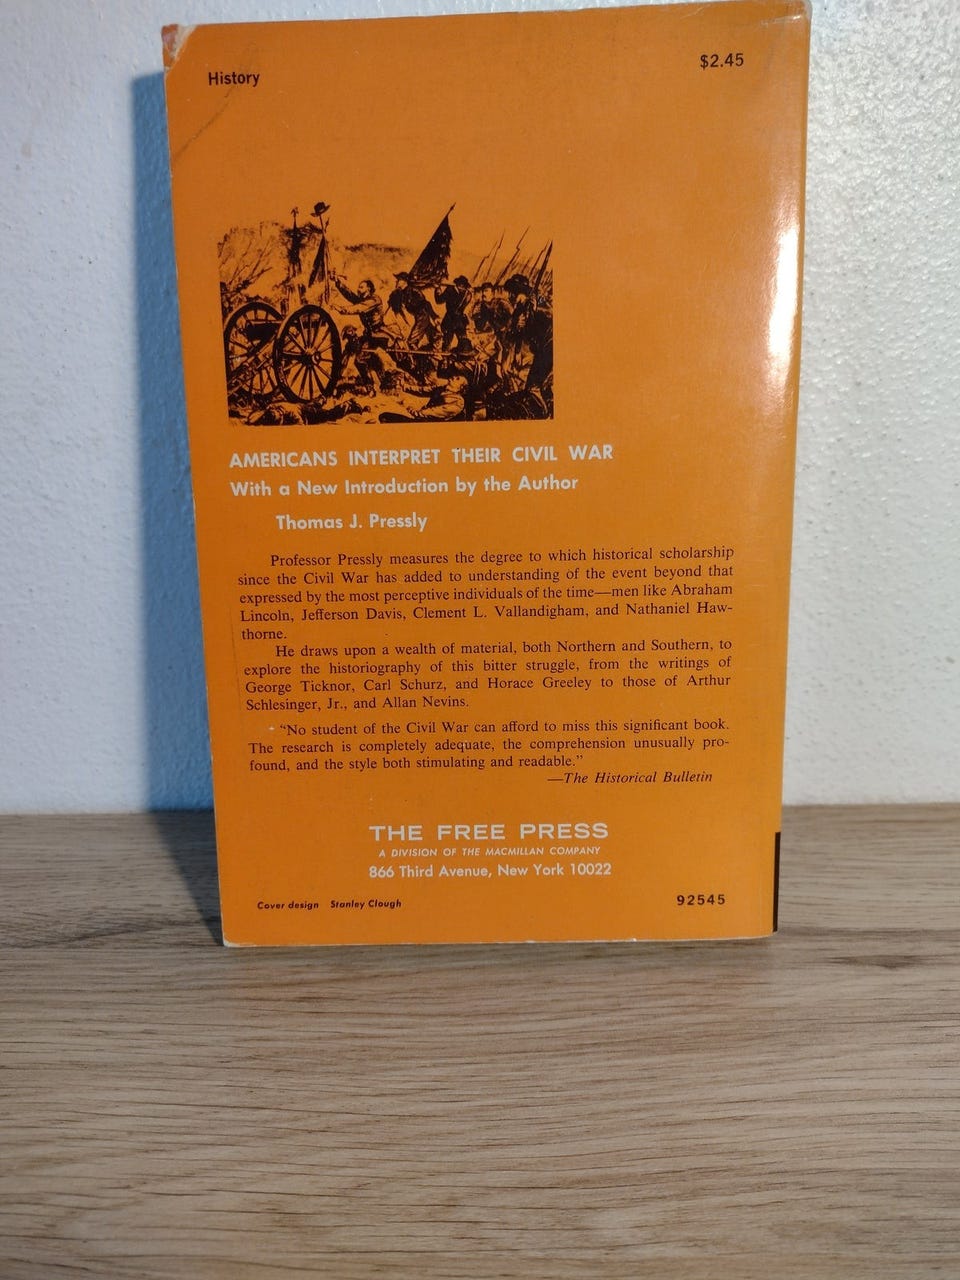 History
$2.45
AMERICANS INTERPRET THEIR CIVIL WAR
With a New Introduction by the Author
Thomas J. Pressly
Professor Pressly measures the degree to which historical scholarship
since the Civil War has added to understanding of the event beyond that
expressed by the most perceptive individuals of the time—men like Abraham
Lincoln, Jefferson Davis, Clement L. Vallandigham, and Nathaniel Haw-
thorne.
He draws upon a wealth of material, both Northern and Southern, to
explore the historiography of this bitter struggle, from the writings of
George Ticknor, Carl Schurz, and Horace Greeley to those of Arthur
Schlesinger, Jr., and Allan Nevins.
“No student of the Civil War can afford to miss this significant book.
The research is completely adequate, the comprehension unusually pro-
found, and the style both stimulating and readable.”
—The Historical Bulletin
THE FREE PRESS
A DIVISION OF THE MACMILLAN COMPANY
866 Third Avenue, New York 10022
Cover design Stanley Clough
92545